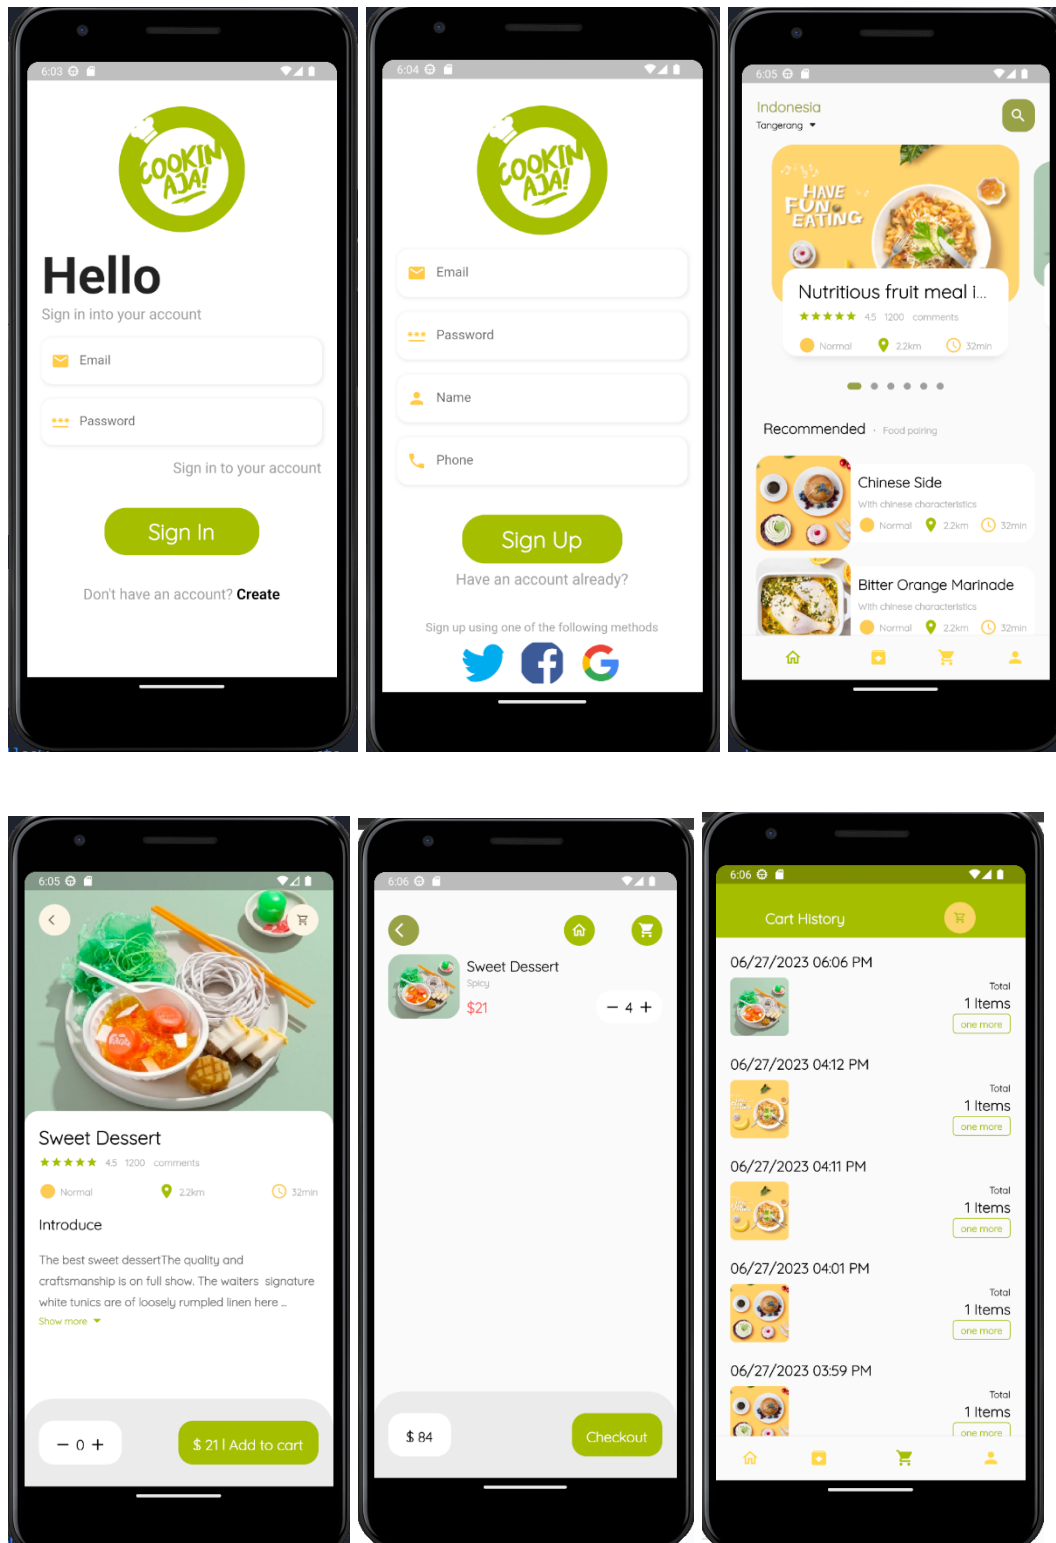 6:03
COOKIN
AJA!
Hello
Sign in into your account
Email
Password
Sign in to your account
Sign In
Don't have an account? Create
6:04
COOKIN
AJA!
Email
Password
Name
Phone
Sign Up
Have an account already?
Sign up using one of the following methods
6:05
Indonesia
Tangerang
HAVE
FUN
EATING
Nutritious fruit meal i...
4.5 1200 comments
Normal 2.2km 32min
Recommended · Food pairing
Chinese Side
With chinese characteristics
Normal 2.2km 32min
Bitter Orange Marinade
With chinese characteristics
Normal 2.2km 32min
6:05
Sweet Dessert
4.5 1200 comments
Normal 2.2km 32min
Introduce
The best sweet dessertThe quality and
craftsmanship is on full show. The waiters signature
white tunics are of loosely rumpled linen here ...
Show more
− 0 +
$ 21 | Add to cart
6:06
Sweet Dessert
Spicy
$21
− 4 +
$ 84
Checkout
6:06
Cart History
06/27/2023 06:06 PM
Total
1 Items
one more
06/27/2023 04:12 PM
Total
1 Items
one more
06/27/2023 04:11 PM
Total
1 Items
one more
06/27/2023 04:01 PM
Total
1 Items
one more
06/27/2023 03:59 PM
Total
1 Items
one more